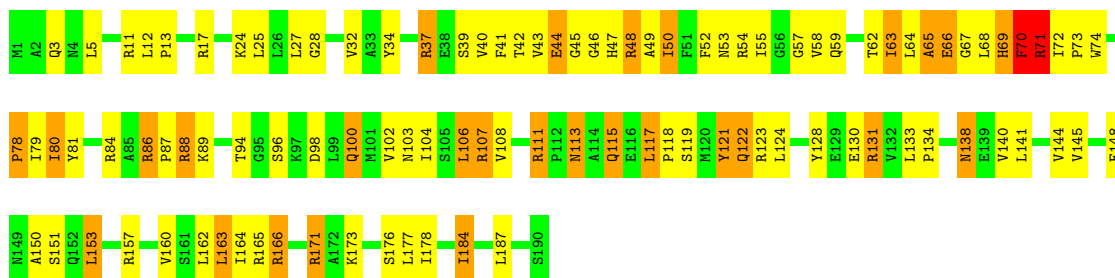 M1 A2 Q3 N4 L5 R11 L12 P13 R17 K24 L25 L26 L27 G28 V32 A33 Y34 R37 E38 S39 V40 F41 T42 V43 E44 G45 G46 H47 R48 A49 I50 F51 F52 N53 R54 I55 G56 G57 V58 Q59 T62 I63 L64 A65 E66 G67 L68 H69 F70 R71 I72 P73 W74
P78 I79 I80 Y81 R84 A85 R86 P87 R88 K89 T94 G95 S96 K97 D98 L99 Q100 M101 V102 N103 I104 S105 L106 R107 V108 R111 P112 N113 A114 Q115 E116 L117 P118 S119 M120 Y121 Q122 R123 L124 Y128 E129 E130 R131 V132 L133 P134 N138 E139 V140 L141 V144 V145
N149 A150 S151 Q152 L153 R157 V160 S161 L162 L163 I164 R165 R166 R171 A172 K173 S176 L177 I178 I184 L187 S190